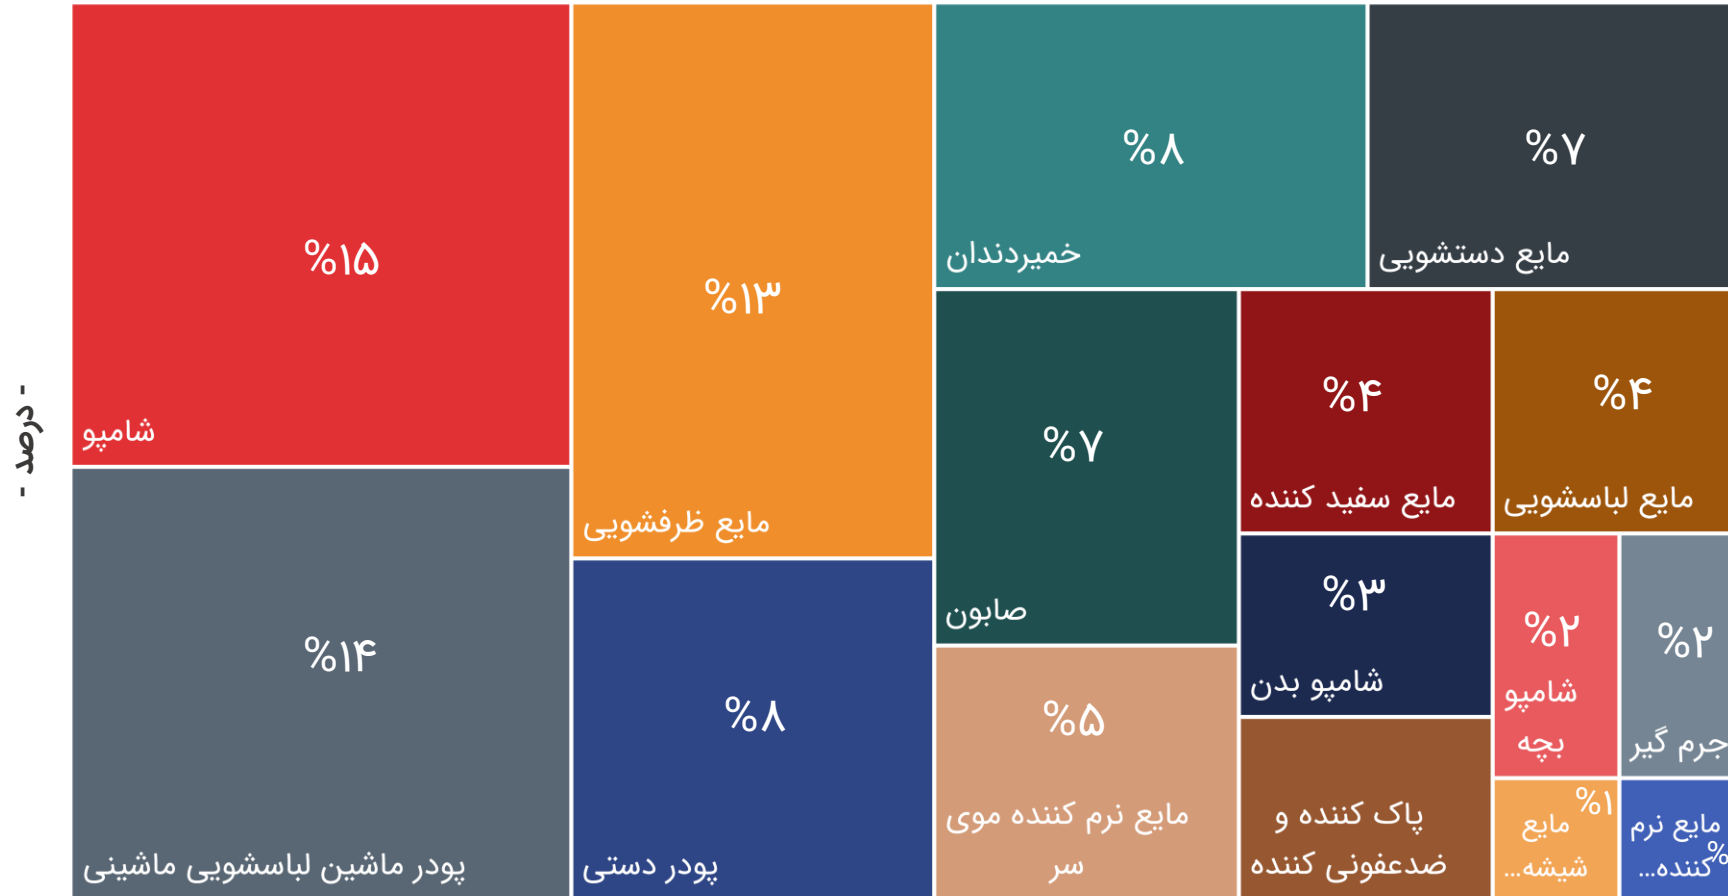 - درصد -
%۱۵
شامپو
%۱۴
پودر ماشین لباسشویی ماشینی
%۱۳
مایع ظرفشویی
%۸
پودر دستی
%۸
خمیردندان
%۷
مایع دستشویی
%۷
صابون
%۵
مایع نرم کننده موی
سر
%۴
مایع سفید کننده
%۴
مایع لباسشویی
%۳
شامپو بدن
پاک کننده و
ضدعفونی کننده
%۲
شامپو
بچه
%۲
جرم گیر
%۱
مایع
شیشه...
مایع نرم
کننده...
%